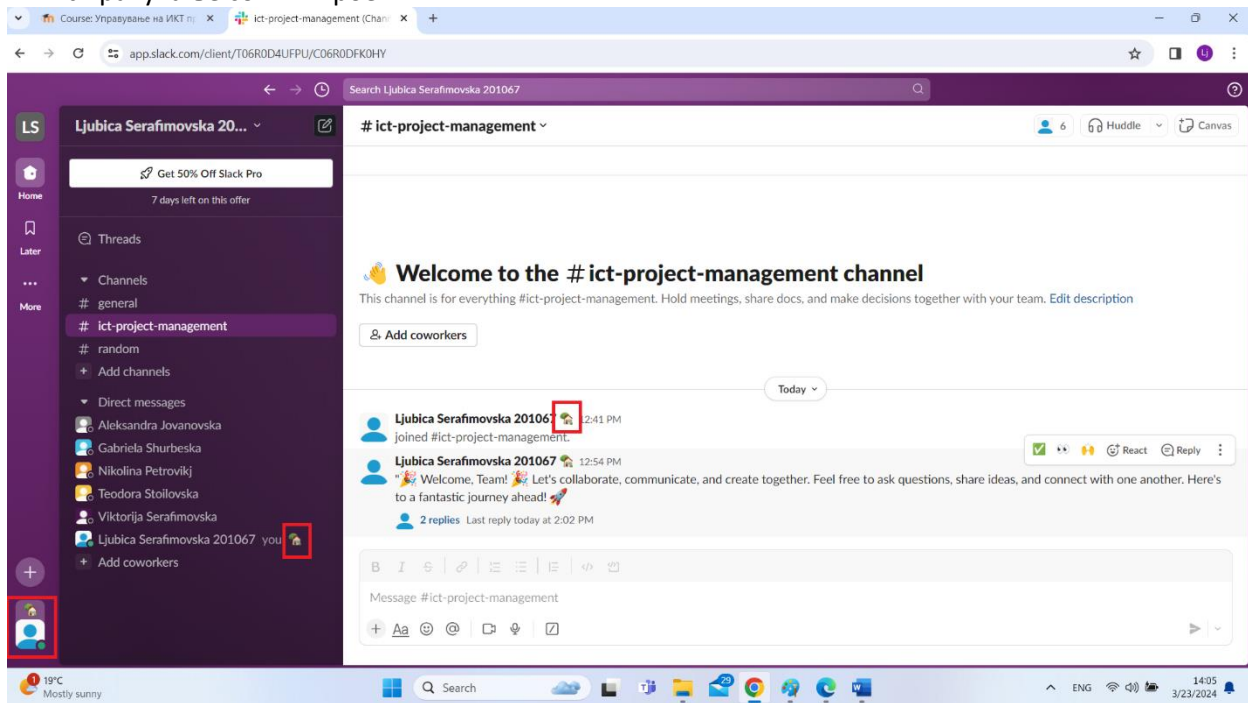 Course: Управување на ИКТ п
ict-project-management (Chan
app.slack.com/client/T06R0D4UFPU/C06R0DFK0HY
LJ
Search Ljubica Serafimovska 201067
LS
Ljubica Serafimovska 20...
# ict-project-management
6
Huddle
Canvas
Get 50% Off Slack Pro
7 days left on this offer
Home
Later
More
Threads
Channels
# general
# ict-project-management
# random
+ Add channels
Direct messages
Aleksandra Jovanovska
Gabriela Shurbeska
Nikolina Petrovikj
Teodora Stoilovska
Viktorija Serafimovska
Ljubica Serafimovska 201067 you
+ Add coworkers
👋 Welcome to the # ict-project-management channel
This channel is for everything #ict-project-management. Hold meetings, share docs, and make decisions together with your team. Edit description
Add coworkers
Today
Ljubica Serafimovska 201067 🏡 12:41 PM
joined #ict-project-management.
React
Reply
Ljubica Serafimovska 201067 🏡 12:54 PM
"🎉 Welcome, Team! 🎉 Let's collaborate, communicate, and create together. Feel free to ask questions, share ideas, and connect with one another. Here's
to a fantastic journey ahead! 🚀
2 replies Last reply today at 2:02 PM
B I S
Message #ict-project-management
+ Aa @
1
19°C
Mostly sunny
Search
29
ENG
14:05
3/23/2024